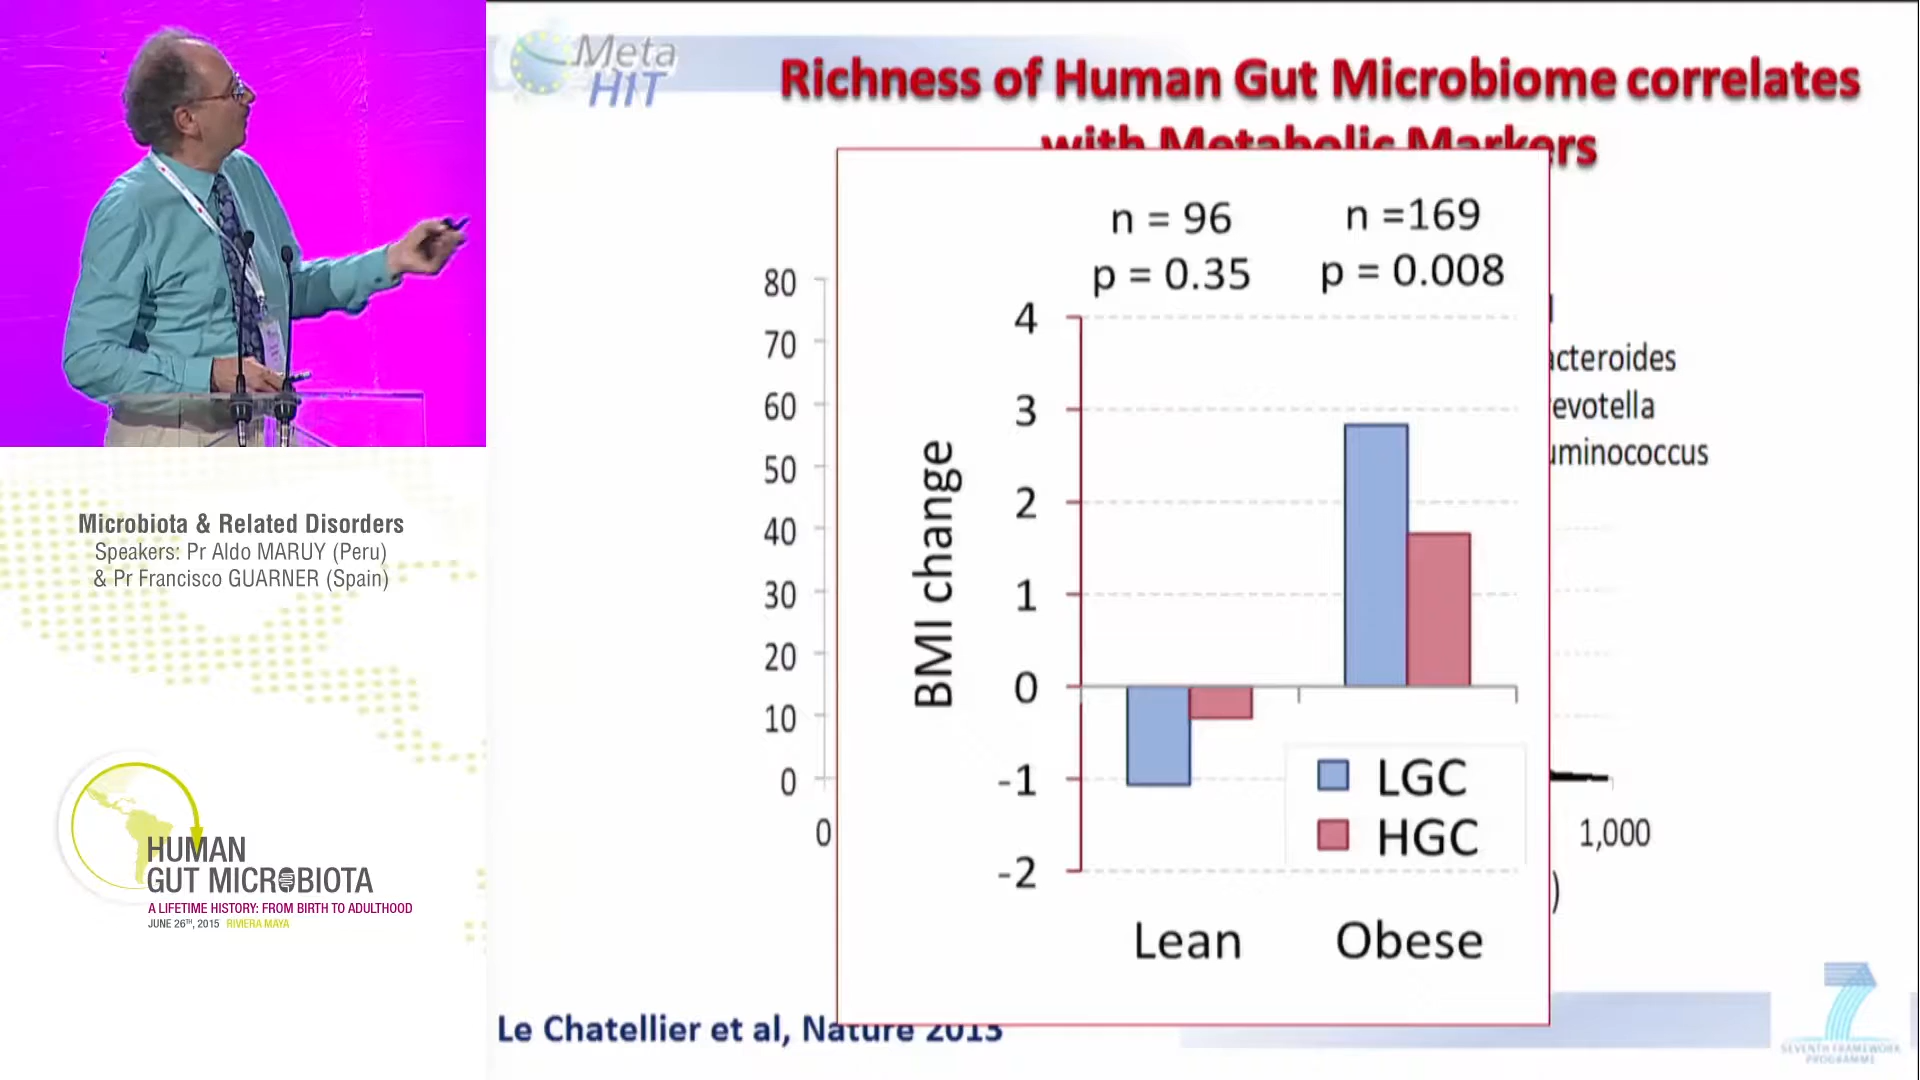 Meta
HIT
Richness of Human Gut Microbiome correlates
with Metabolic Markers
n = 96
p = 0.35
n =169
p = 0.008
BMI change
4
3
2
1
0
-1
-2
LGC
HGC
Lean
Obese
80
70
60
50
40
30
20
10
0
0
1,000
)
acteroides
evotella
uminococcus
Le Chatellier et al, Nature 2013
7
SEVENTH FRAMEWORK
PROGRAMME
Microbiota & Related Disorders
Speakers: Pr Aldo MARUY (Peru)
& Pr Francisco GUARNER (Spain)
HUMAN
GUT MICROBIOTA
A LIFETIME HISTORY: FROM BIRTH TO ADULTHOOD
JUNE 26TH, 2015 RIVIERA MAYA